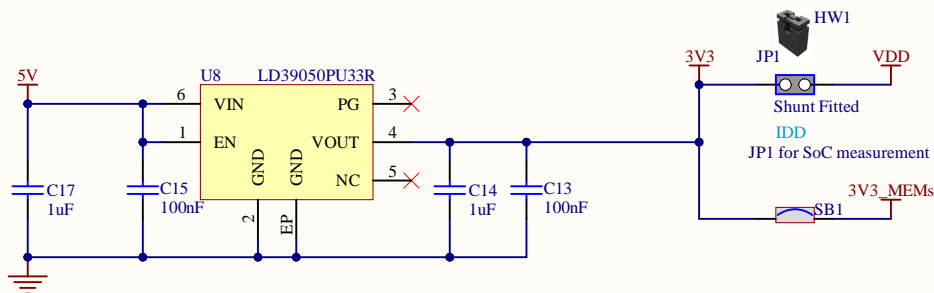 HW1
5V
U8 LD39050PU33R
3V3
JP1
VDD
6 VIN PG 3
Shunt Fitted
1 EN VOUT 4
IDD
JP1 for SoC measurement
GND GND
NC 5
C17
1uF
C15
100nF
C14
1uF
C13
100nF
3V3_MEMs
SB1
2
EP